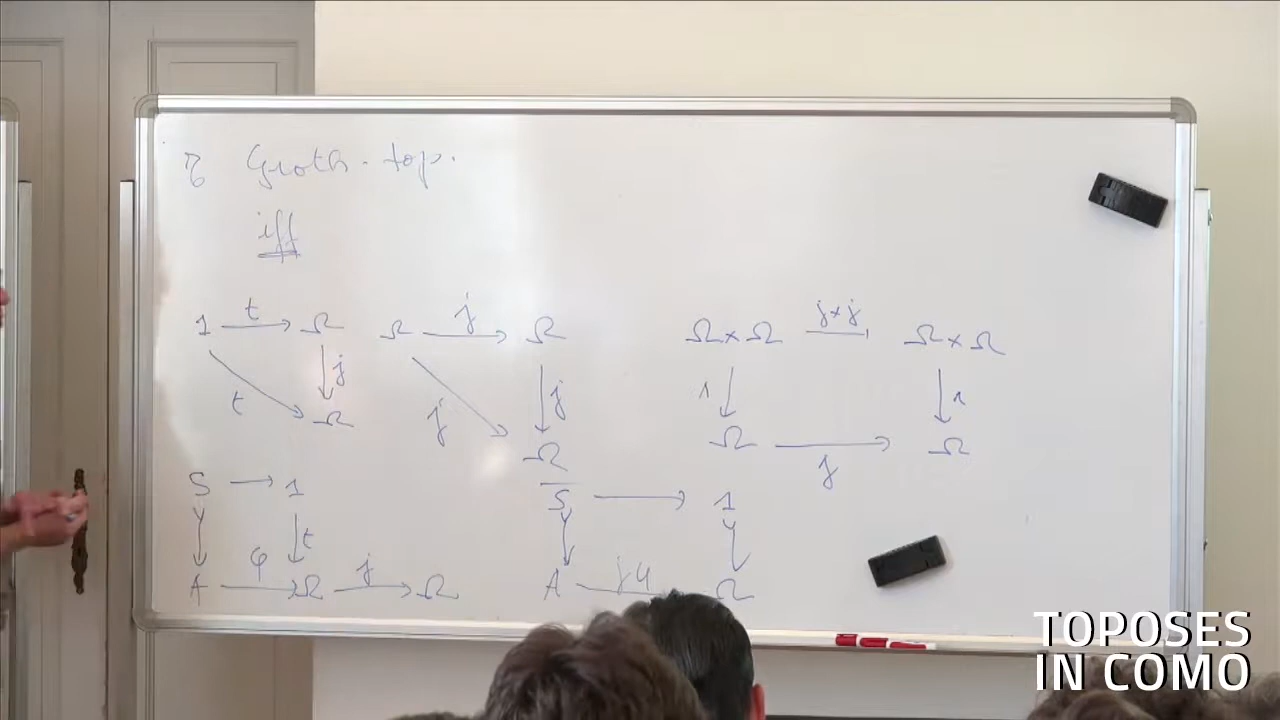 Groth. top.
iff
1 t Ω Ω j Ω Ω×Ω j×j Ω×Ω
j j ∧ ∧
t Ω j Ω Ω j Ω
S 1 S̅ 1
t
A φ Ω j Ω A jφ Ω
TOPOSES
IN COMO